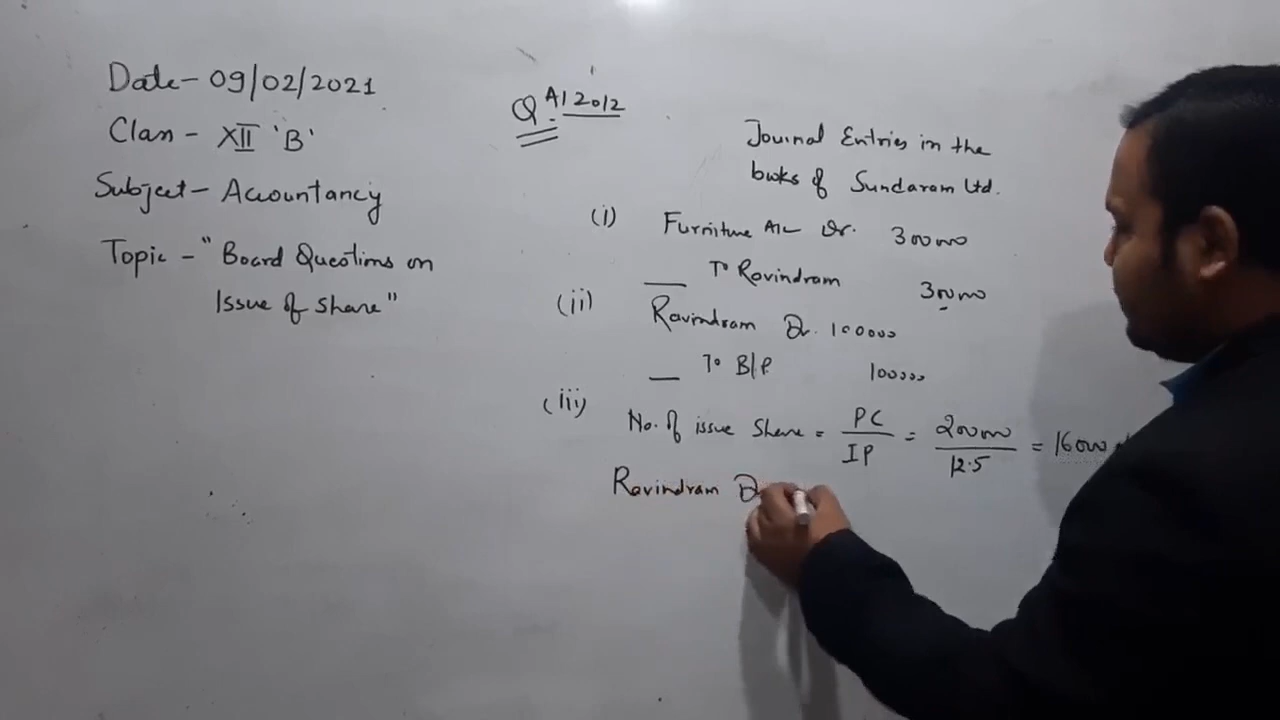 Date - 09/02/2021
Class - XII 'B'
Subject - Accountancy
Topic - "Board Questions on
Issue of Share"
Q. AI 2012
Journal Entries in the
books of Sundaram Ltd.
(i) Furniture A/c Dr. 300000
To Ravindram 300000
(ii) Ravindram Dr. 100000
To B/P 100000
(iii) No. of issue Share = PC/IP = 200000/12.5 = 16000
Ravindram D